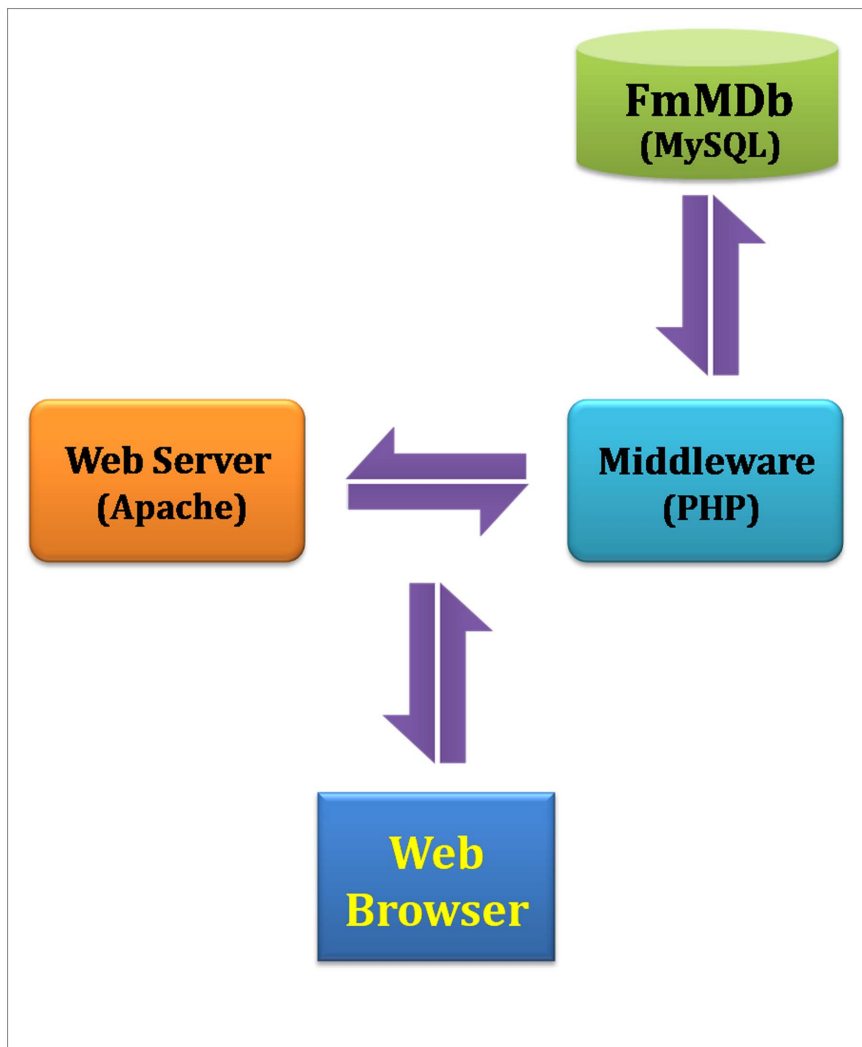 FmMDb
(MySQL)
Web Server
(Apache)
Middleware
(PHP)
Web
Browser